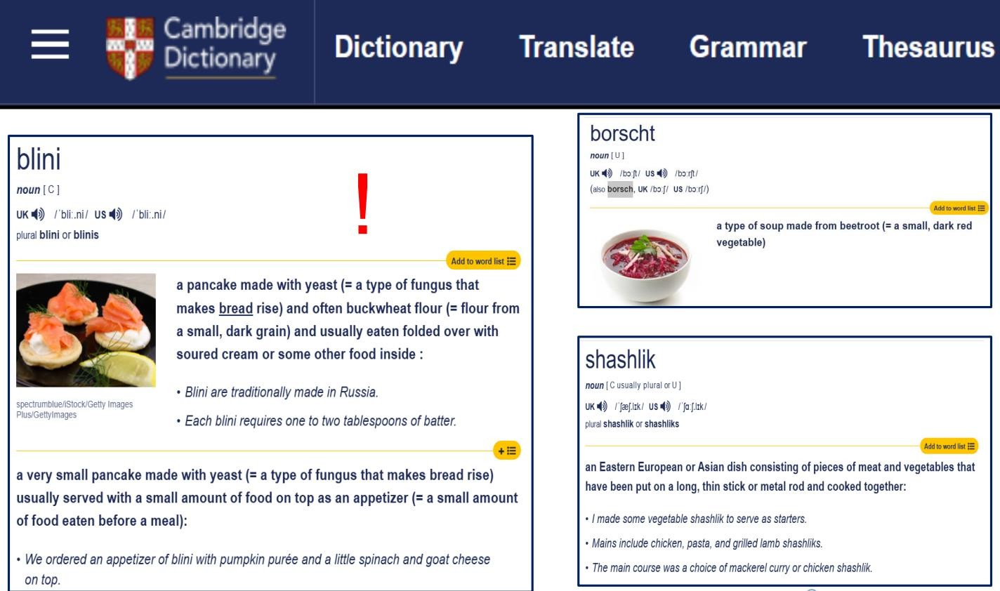 Cambridge
Dictionary
Dictionary
Translate
Grammar
Thesaurus
blini
noun [ C ]
UK /ˈbliː.ni/ US /ˈbliː.ni/
plural blini or blinis
!
Add to word list
a pancake made with yeast (= a type of fungus that
makes bread rise) and often buckwheat flour (= flour from
a small, dark grain) and usually eaten folded over with
soured cream or some other food inside :
• Blini are traditionally made in Russia.
• Each blini requires one to two tablespoons of batter.
spectrumblue/iStock/Getty Images
Plus/GettyImages
+
a very small pancake made with yeast (= a type of fungus that makes bread rise)
usually served with a small amount of food on top as an appetizer (= a small amount
of food eaten before a meal):
• We ordered an appetizer of blini with pumpkin purée and a little spinach and goat cheese
on top.
borscht
noun [ U ]
UK /bɔːʃt/ US /bɔːrʃt/
(also borsch, UK /bɔːʃ/ US /bɔːrʃ/)
Add to word list
a type of soup made from beetroot (= a small, dark red
vegetable)
shashlik
noun [ C usually plural or U ]
UK /ˈʃæʃ.lɪk/ US /ˈʃɑːʃ.lɪk/
plural shashlik or shashliks
Add to word list
an Eastern European or Asian dish consisting of pieces of meat and vegetables that
have been put on a long, thin stick or metal rod and cooked together:
• I made some vegetable shashlik to serve as starters.
• Mains include chicken, pasta, and grilled lamb shashliks.
• The main course was a choice of mackerel curry or chicken shashlik.